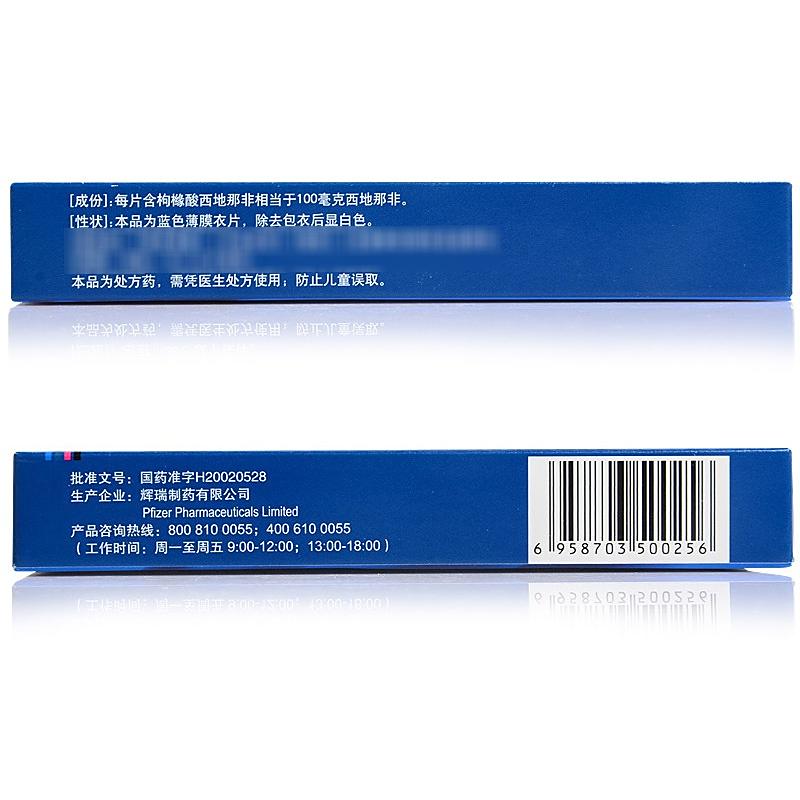 [成份]:每片含枸橼酸西地那非相当于100毫克西地那非。
[性状]:本品为蓝色薄膜衣片，除去包衣后显白色。
本品为处方药，需凭医生处方使用；防止儿童误取。
批准文号：国药准字H20020528
生产企业：辉瑞制药有限公司
Pfizer Pharmaceuticals Limited
产品咨询热线：800 810 0055；400 610 0055
（工作时间：周一至周五 9:00-12:00；13:00-18:00）
6 958703 500256